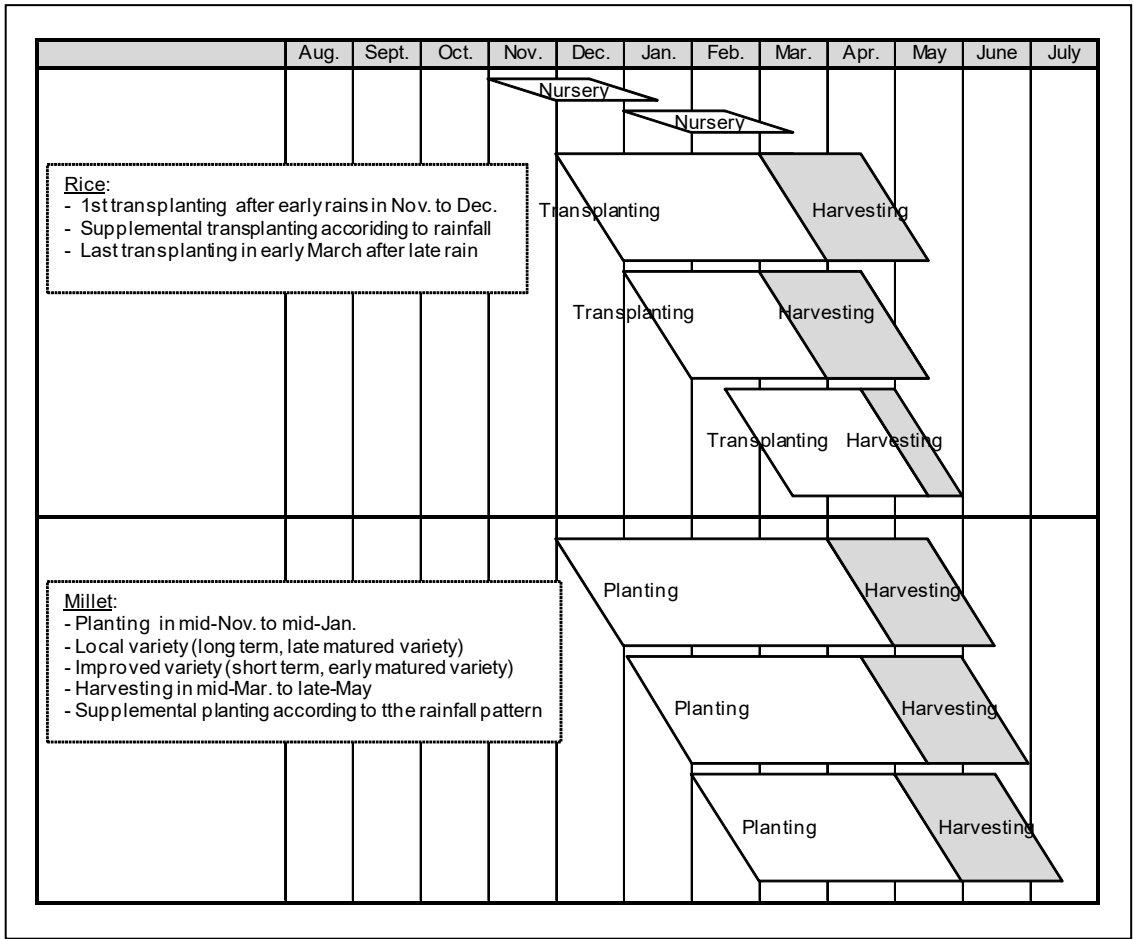 Aug. Sept. Oct. Nov. Dec. Jan. Feb. Mar. Apr. May June July
Nursery
Nursery
Rice:
- 1st transplanting after early rains in Nov. to Dec.
- Supplemental transplanting accoriding to rainfall
- Last transplanting in early March after late rain
Transplanting Harvesting
Transplanting Harvesting
Transplanting Harvesting
Millet:
- Planting in mid-Nov. to mid-Jan.
- Local variety (long term, late matured variety)
- Improved variety (short term, early matured variety)
- Harvesting in mid-Mar. to late-May
- Supplemental planting according to tthe rainfall pattern
Planting Harvesting
Planting Harvesting
Planting Harvesting